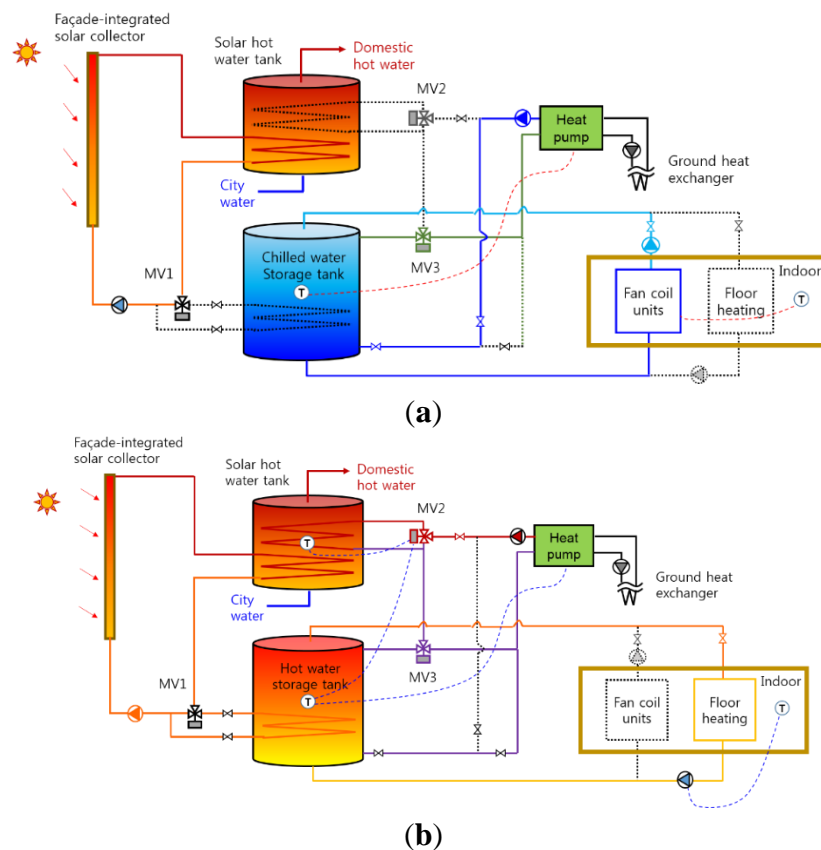 Façade-integrated
solar collector
Solar hot
water tank
Domestic
hot water
MV2
Heat
pump
Ground heat
exchanger
City
water
MV1
Chilled water
Storage tank
T
MV3
Indoor
T
Fan coil
units
Floor
heating
(a)
Façade-integrated
solar collector
Solar hot
water tank
Domestic
hot water
MV2
T
Heat
pump
Ground heat
exchanger
City
water
MV1
Hot water
storage tank
T
MV3
Indoor
T
Fan coil
units
Floor
heating
(b)